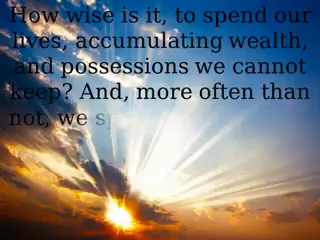 How wise is it, to spend our
lives, accumulating wealth,
and possessions we cannot
keep? And, more often than
not, we s